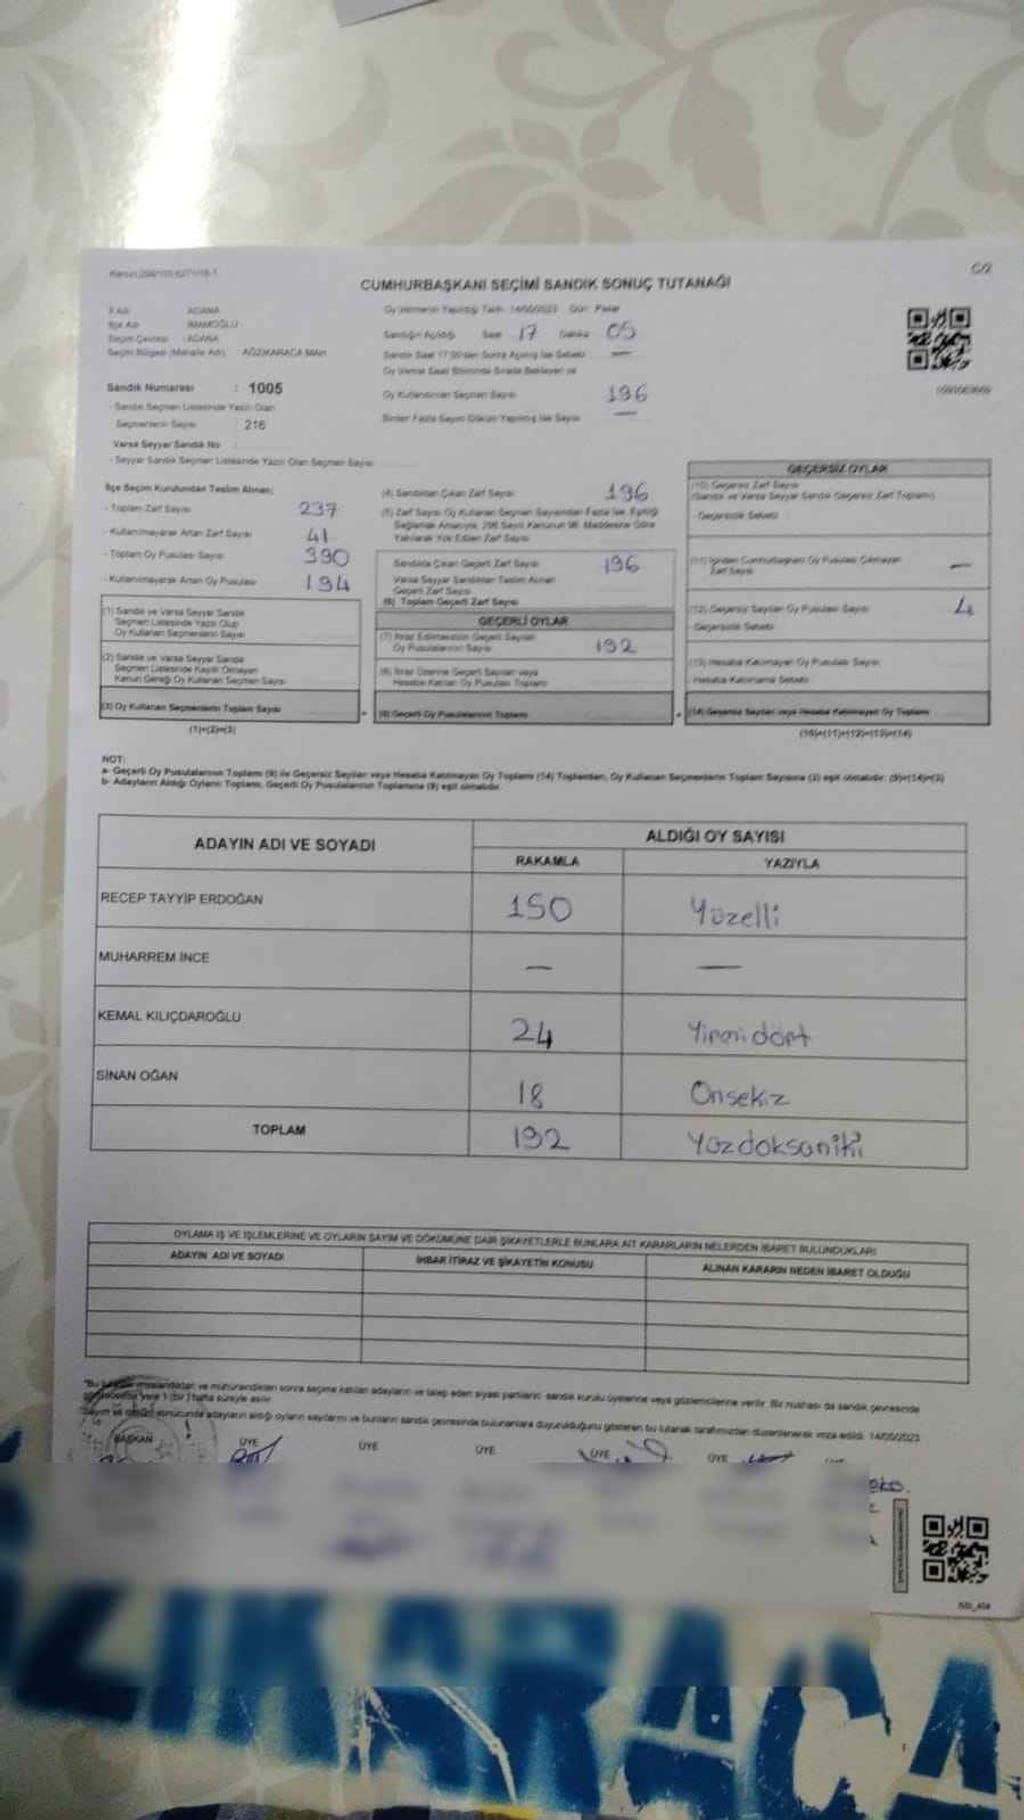 C/2
CUMHURBAŞKANI SEÇİMİ SANDIK SONUÇ TUTANAĞI
İl Adı ADANA
İlçe Adı İMAMOĞLU
Seçim Çevresi : ADANA
Seçim Bölgesi (Mahalle Adı) AĞZIKARACA MAH
Sandık Numarası : 1005
- Sandık Seçmen Listesinde Yazılı Olan
Seçmenlerin Sayısı : 216
Varsa Seyyar Sandık No
- Seyyar Sandık Seçmen Listesinde Yazılı Olan Seçmen Sayısı
Oy Vermenin Yapıldığı Tarih 14/05/2023 Gün Pazar
Sandığın Açıldığı Saat 17 Dakika 05
Sandık Saat 17:00'den Sonra Açılmış İse Sebebi —
Oy Verme Saati Bitiminde Sırada Bekleyen ve
Oy Kullandırılan Seçmen Sayısı 196
Birden Fazla Sayım Döküm Yapılmış İse Sayısı —
İlçe Seçim Kurulundan Teslim Alınan;
- Toplam Zarf Sayısı 237
- Kullanılmayarak Artan Zarf Sayısı 41
- Toplam Oy Pusulası Sayısı 390
- Kullanılmayarak Artan Oy Pusulası 194
(1) Sandık ve Varsa Seyyar Sandık
Seçmen Listesinde Yazılı Olup
Oy Kullanan Seçmenlerin Sayısı
(2) Sandık ve Varsa Seyyar Sandık
Seçmen Listesinde Kayıtlı Olmayan
Kanun Gereği Oy Kullanan Seçmen Sayısı
(3) Oy Kullanan Seçmenlerin Toplam Sayısı
(1)+(2)=(3)
(4) Sandıktan Çıkan Zarf Sayısı 196
(5) Zarf Sayısı Oy Kullanan Seçmen Sayısından Fazla İse, Eşitliği
Sağlamak Amacıyla, 298 Sayılı Kanunun 98. Maddesine Göre
Yakılarak Yok Edilen Zarf Sayısı
Sandıkta Çıkan Geçerli Zarf Sayısı 196
Varsa Seyyar Sandıktan Teslim Alınan
Geçerli Zarf Sayısı
(6) Toplam Geçerli Zarf Sayısı
GEÇERLİ OYLAR
(7) İtiraz Edilmeksizin Geçerli Sayılan
Oy Pusulalarının Sayısı 192
(8) İtiraz Üzerine Geçerli Sayılan veya
Hesaba Katılan Oy Pusulası Toplamı
(9) Geçerli Oy Pusulalarının Toplamı
GEÇERSİZ OYLAR
(10) Geçersiz Zarf Sayısı
(Sandık ve Varsa Seyyar Sandık Geçersiz Zarf Toplamı)
- Geçersizlik Sebebi
(11) İçinden Cumhurbaşkanı Oy Pusulası Çıkmayan
Zarf Sayısı —
(12) Geçersiz Sayılan Oy Pusulası Sayısı 4
- Geçersizlik Sebebi
(13) Hesaba Katılmayan Oy Pusulası Sayısı
- Hesaba Katılmama Sebebi
(14) Geçersiz Sayılan veya Hesaba Katılmayan Oy Toplamı
(10)+(11)+(12)+(13)=(14)
NOT:
a- Geçerli Oy Pusulalarının Toplamı (9) ile Geçersiz Sayılan veya Hesaba Katılmayan Oy Toplamı (14) Toplamları, Oy Kullanan Seçmenlerin Toplam Sayısına (3) eşit olmalıdır. (9)+(14)=(3)
b- Adayların Aldığı Oyların Toplamı, Geçerli Oy Pusulalarının Toplamına (9) eşit olmalıdır.
ADAYIN ADI VE SOYADI
ALDIĞI OY SAYISI
RAKAMLA YAZIYLA
RECEP TAYYİP ERDOĞAN 150 Yüzelli
MUHARREM İNCE — —
KEMAL KILIÇDAROĞLU 24 Yirmidört
SİNAN OĞAN 18 Onsekiz
TOPLAM 192 Yüzdoksaniki
OYLAMA İŞ VE İŞLEMLERİNE VE OYLARIN SAYIM VE DÖKÜMÜNE DAİR ŞİKAYETLERLE BUNLARA AİT KARARLARIN NELERDEN İBARET BULUNDUKLARI
ADAYIN ADI VE SOYADI İHBAR İTİRAZ VE ŞİKAYETİN KONUSU ALINAN KARARIN NEDEN İBARET OLDUĞU
ve mühürlendikten sonra seçime katılan adayların ve talep eden siyasi partilerin sandık kurulu üyelerine veya gözlemcilerine verilir. Bir nüshası da sandık çevresinde
yere 1 (bir) hafta süreyle asılır.
Sayım ve döküm sonucunda adayların aldığı oyların sayılarını ve bunların sandık çevresinde bulunanlara duyurulduğunu gösteren bu tutanak tarafımızdan düzenlenerek imza edildi. 14/05/2023
BAŞKAN ÜYE ÜYE ÜYE ÜYE ÜYE
ZIKARACA